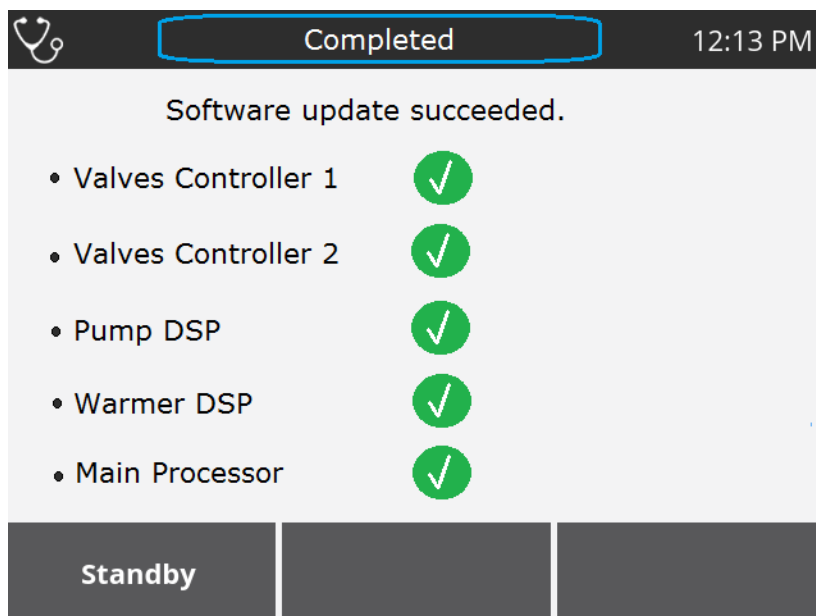 Completed 12:13 PM
Software update succeeded.
• Valves Controller 1
• Valves Controller 2
• Pump DSP
• Warmer DSP
• Main Processor
Standby